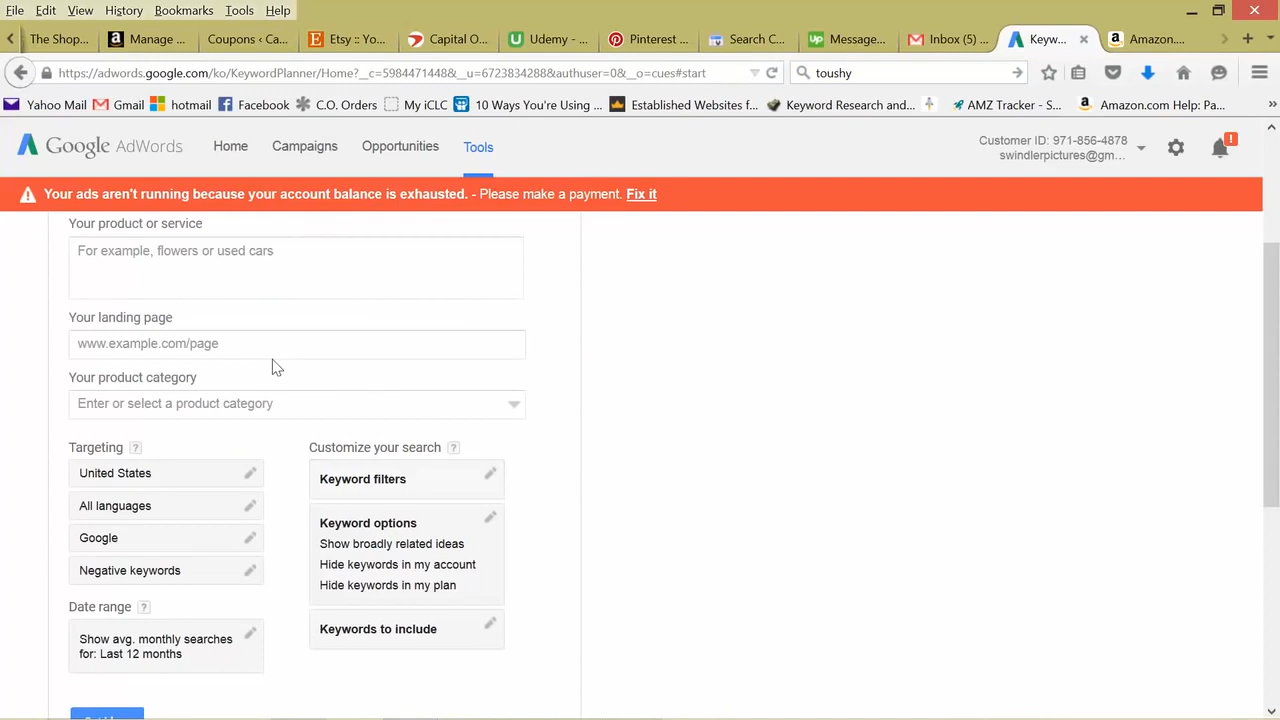 File Edit View History Bookmarks Tools Help
The Shop... Manage ... Coupons ‹ Ca... Etsy :: Yo... Capital O... Udemy - ... Pinterest ... Search C... Message... Inbox (5) ... Keyw... Amazon....
https://adwords.google.com/ko/KeywordPlanner/Home?__c=5984471448&__u=6723834288&authuser=0&__o=cues#start toushy
Yahoo Mail Gmail hotmail Facebook C.O. Orders My iCLC 10 Ways You're Using ... Established Websites f... Keyword Research and... AMZ Tracker - S... Amazon.com Help: Pa...
Google AdWords Home Campaigns Opportunities Tools
Customer ID: 971-856-4878
swindlerpictures@gm...
Your ads aren't running because your account balance is exhausted. - Please make a payment. Fix it
Your product or service
For example, flowers or used cars
Your landing page
www.example.com/page
Your product category
Enter or select a product category
Targeting ?
United States
All languages
Google
Negative keywords
Date range ?
Show avg. monthly searches
for: Last 12 months
Customize your search ?
Keyword filters
Keyword options
Show broadly related ideas
Hide keywords in my account
Hide keywords in my plan
Keywords to include